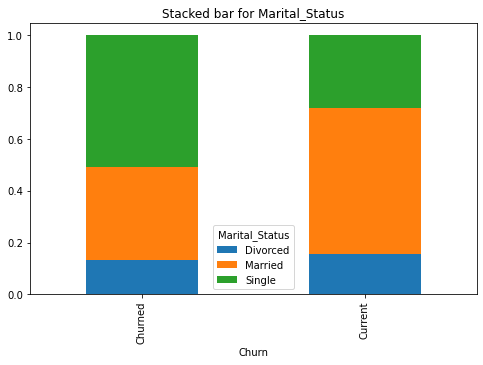 Stacked bar for Marital_Status
1.0
0.8
0.6
0.4
0.2
0.0
Marital_Status
Divorced
Married
Single
Churned
Current
Churn